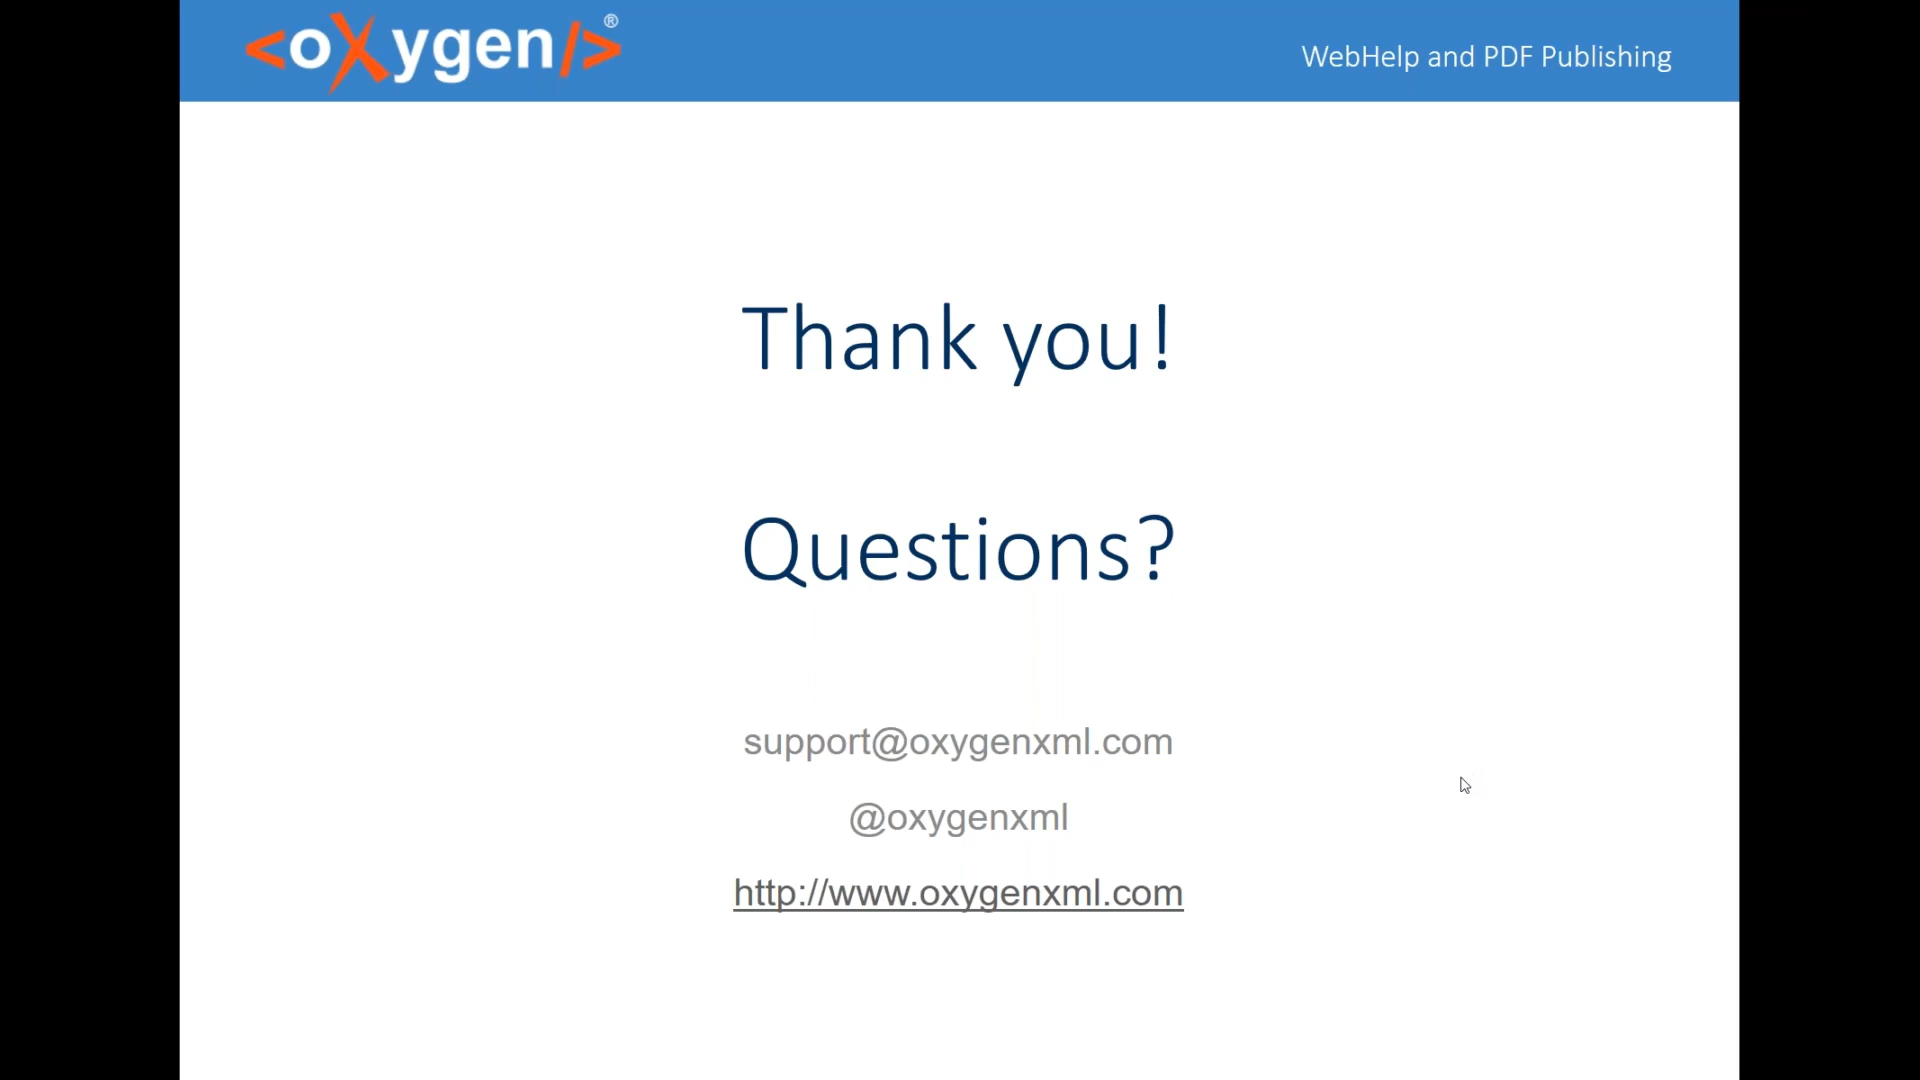 <oXygen/>®
WebHelp and PDF Publishing
Thank you!
Questions?
support@oxygenxml.com
@oxygenxml
http://www.oxygenxml.com